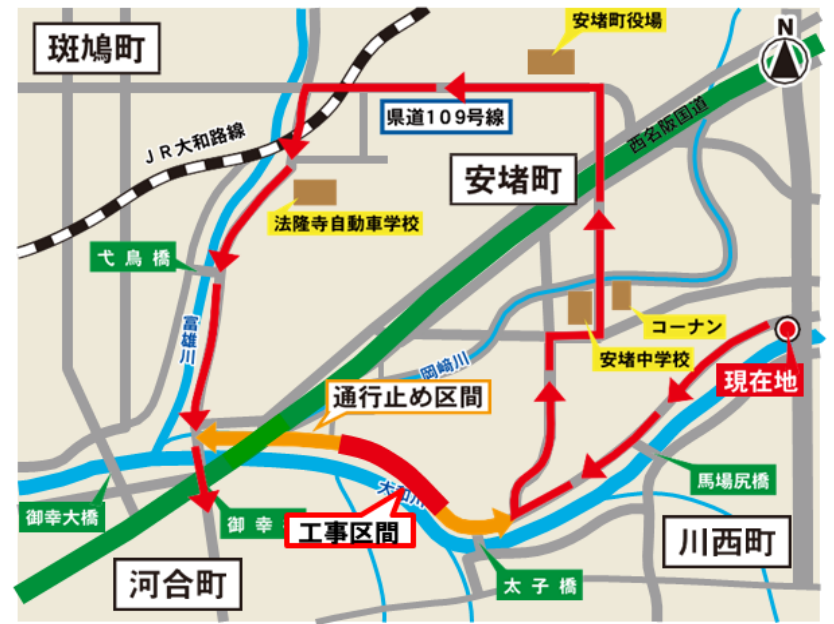 安堵町役場
N
斑鳩町
県道109号線
西名阪国道
JR大和路線
安堵町
法隆寺自動車学校
弋鳥橋
富雄川
コーナン
安堵中学校
岡﨑川
現在地
通行止め区間
馬場尻橋
大和川
御幸大橋
御幸
工事区間
川西町
河合町
太子橋